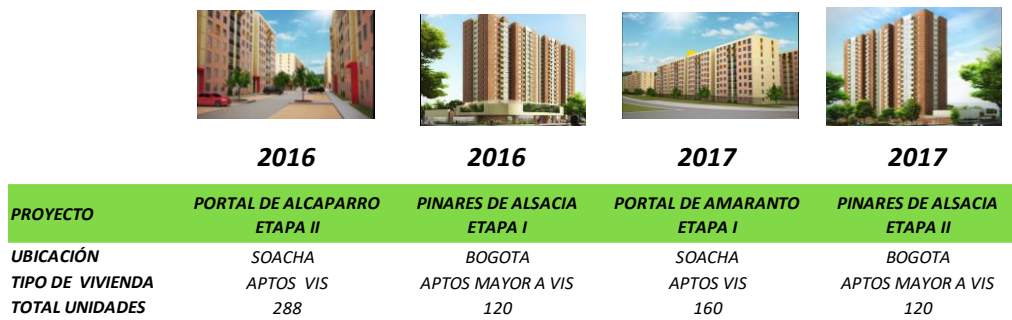 2016 2016 2017 2017
PROYECTO PORTAL DE ALCAPARRO ETAPA II PINARES DE ALSACIA ETAPA I PORTAL DE AMARANTO ETAPA I PINARES DE ALSACIA ETAPA II
UBICACIÓN SOACHA BOGOTA SOACHA BOGOTA
TIPO DE VIVIENDA APTOS VIS APTOS MAYOR A VIS APTOS VIS APTOS MAYOR A VIS
TOTAL UNIDADES 288 120 160 120